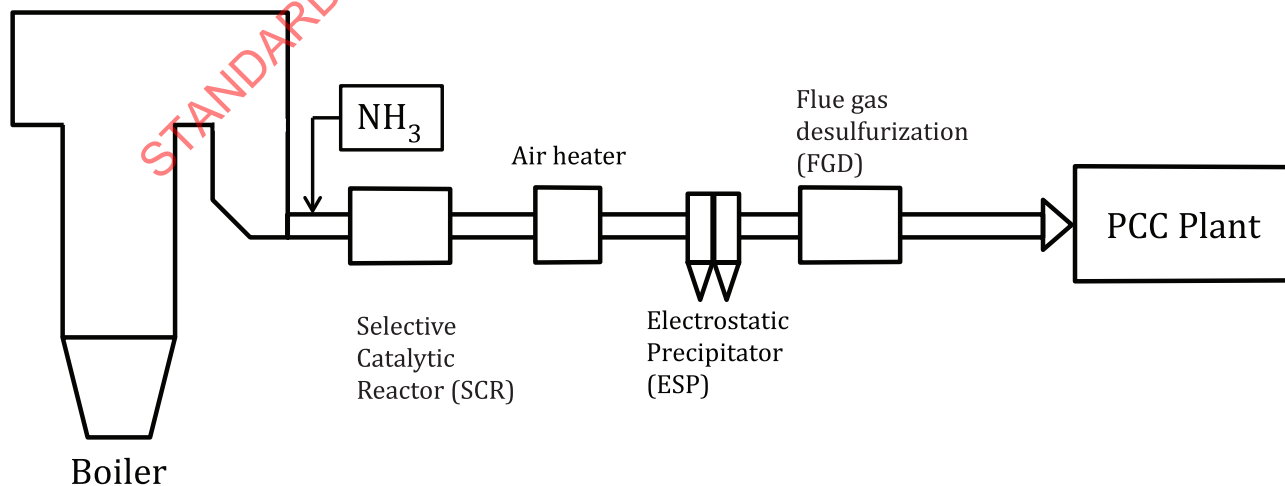 STANDARD
NH₃
Air heater
Flue gas
desulfurization
(FGD)
PCC Plant
Selective
Catalytic
Reactor (SCR)
Electrostatic
Precipitator
(ESP)
Boiler